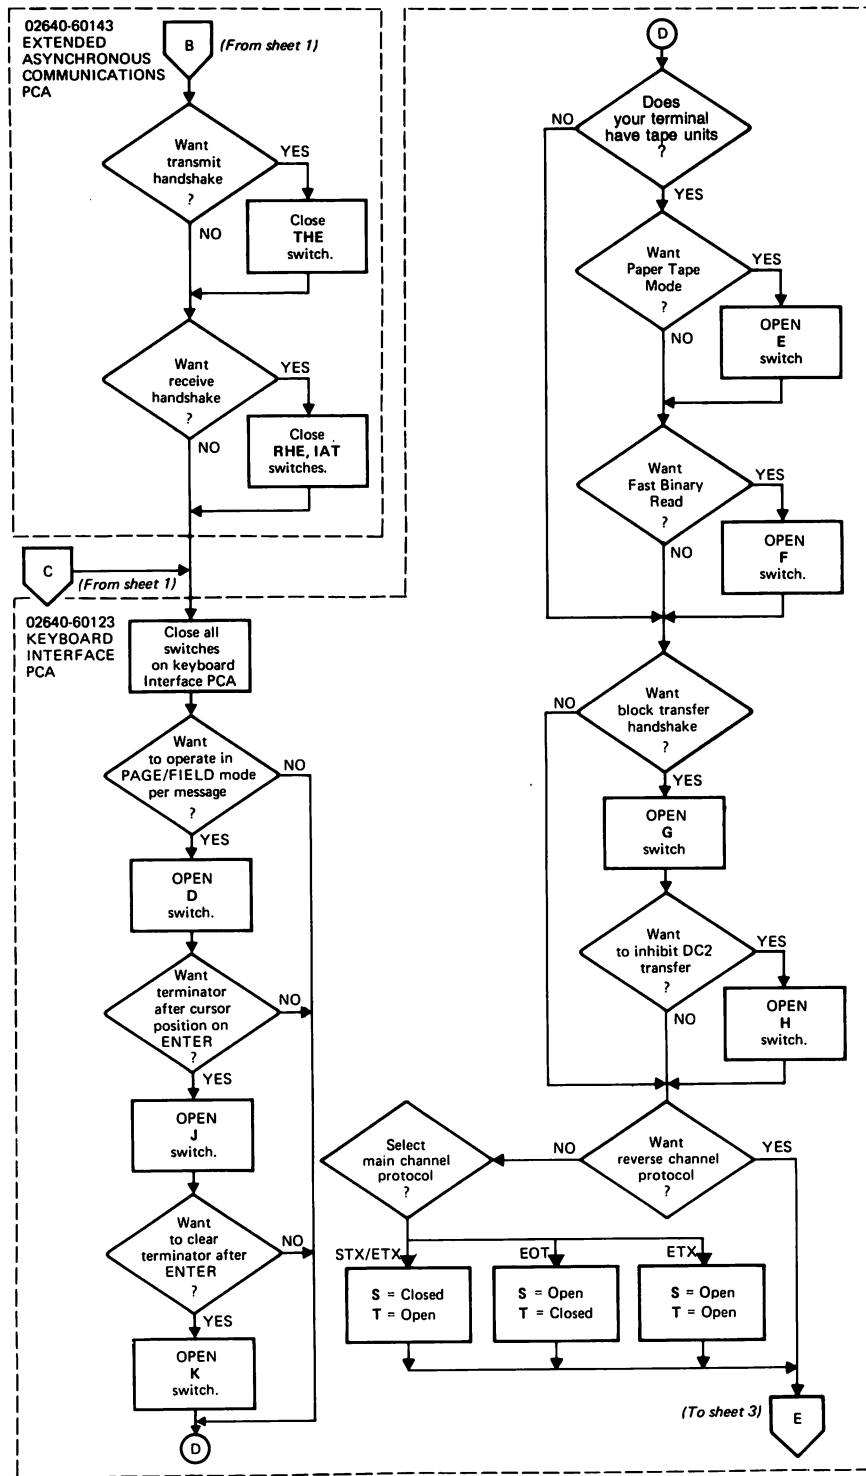 02640-60143
EXTENDED
ASYNCHRONOUS
COMMUNICATIONS
PCA
B
(From sheet 1)
Want
transmit
handshake
?
YES
NO
Close
THE
switch.
Want
receive
handshake
?
YES
NO
Close
RHE, IAT
switches.
C
(From sheet 1)
02640-60123
KEYBOARD
INTERFACE
PCA
Close all
switches
on keyboard
Interface PCA
Want
to operate in
PAGE/FIELD mode
per message
?
NO
YES
OPEN
D
switch.
Want
terminator
after cursor
position on
ENTER
?
NO
YES
OPEN
J
switch.
Want
to clear
terminator after
ENTER
?
NO
YES
OPEN
K
switch.
D
D
Does
your terminal
have tape units
?
NO
YES
Want
Paper Tape
Mode
?
YES
NO
OPEN
E
switch
Want
Fast Binary
Read
?
YES
NO
OPEN
F
switch.
Want
block transfer
handshake
?
NO
YES
OPEN
G
switch
Want
to inhibit DC2
transfer
?
YES
NO
OPEN
H
switch.
Want
reverse channel
protocol
?
NO
YES
Select
main channel
protocol
?
STX/ETX
EOT
ETX
S = Closed
T = Open
S = Open
T = Closed
S = Open
T = Open
(To sheet 3)
E